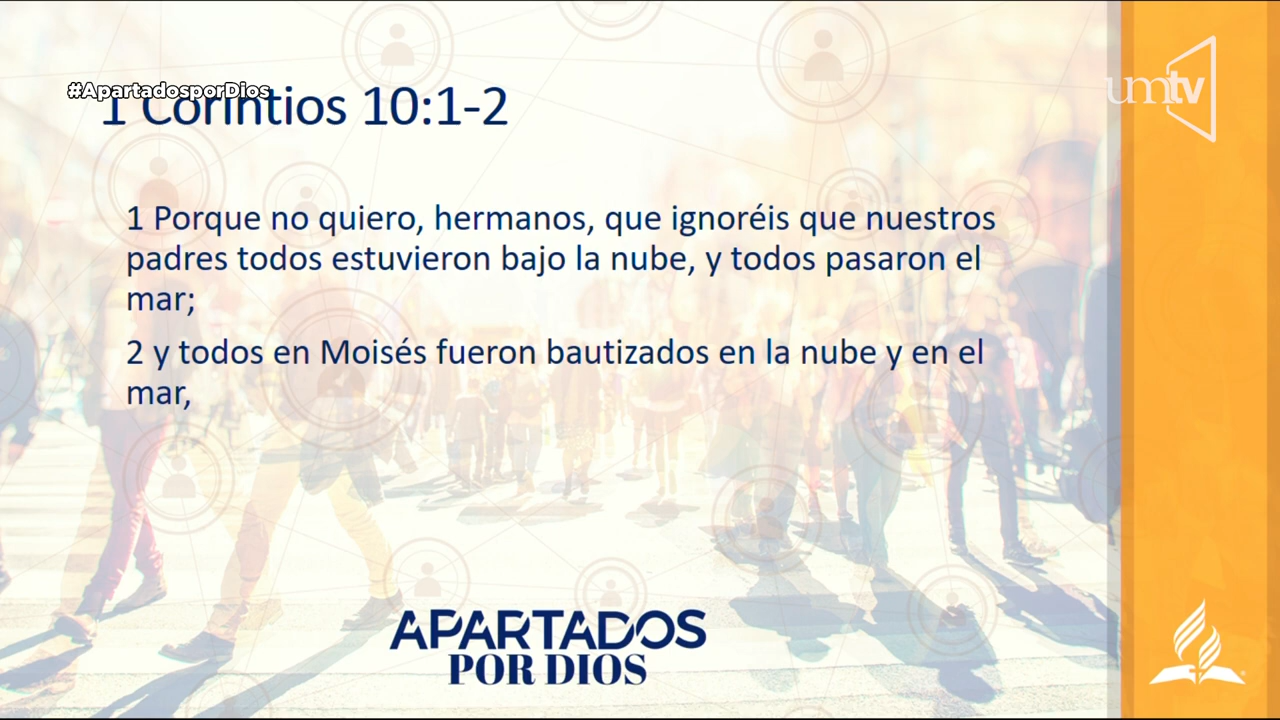 #ApartadosporDios
1 Corintios 10:1-2
umtv
1 Porque no quiero, hermanos, que ignoréis que nuestros
padres todos estuvieron bajo la nube, y todos pasaron el
mar;
2 y todos en Moisés fueron bautizados en la nube y en el
mar,
APARTADOS
POR DIOS